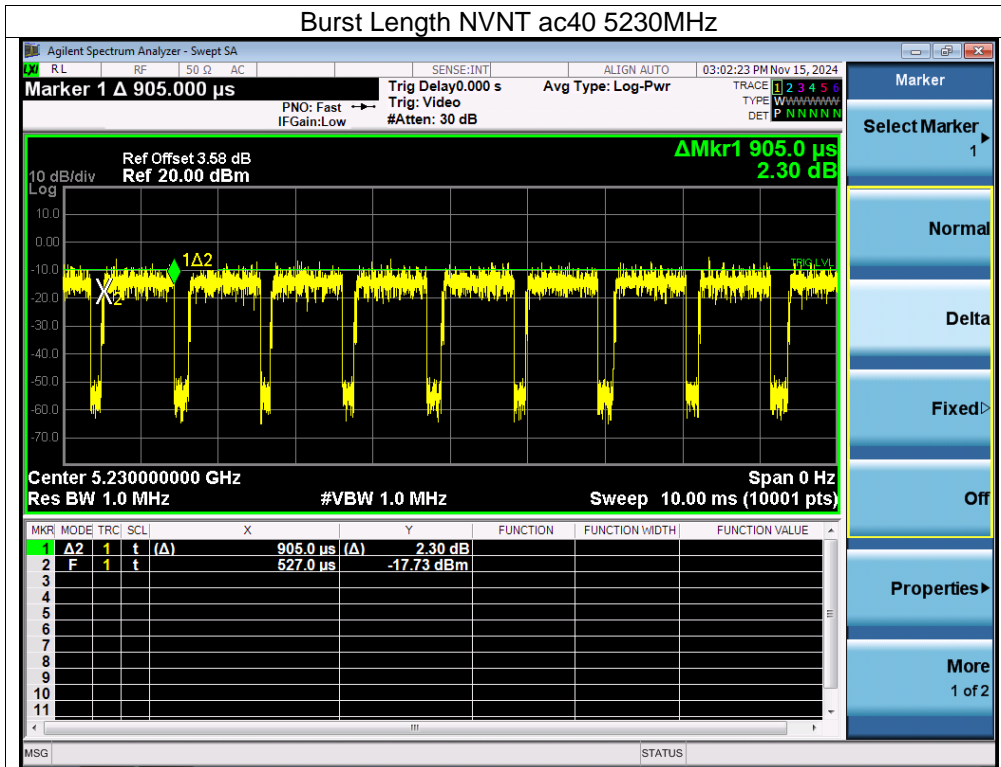 Burst Length NVNT ac40 5230MHz
Agilent Spectrum Analyzer - Swept SA
LXI RL RF 50 Ω AC SENSE:INT ALIGN AUTO 03:02:23 PM Nov 15, 2024
Marker 1 Δ 905.000 µs
PNO: Fast
IFGain:Low
Trig Delay0.000 s
Trig: Video
#Atten: 30 dB
Avg Type: Log-Pwr
TRACE 1 2 3 4 5 6
TYPE WWWWWWW
DET P N N N N N
Ref Offset 3.58 dB
10 dB/div Ref 20.00 dBm
Log
ΔMkr1 905.0 µs
2.30 dB
10.0
0.00
-10.0
-20.0
-30.0
-40.0
-50.0
-60.0
-70.0
1Δ2
X2
TRIG LVL
Center 5.230000000 GHz Span 0 Hz
Res BW 1.0 MHz #VBW 1.0 MHz Sweep 10.00 ms (10001 pts)
MKR MODE TRC SCL X Y FUNCTION FUNCTION WIDTH FUNCTION VALUE
1 Δ2 1 t (Δ) 905.0 µs (Δ) 2.30 dB
2 F 1 t 527.0 µs -17.73 dBm
3
4
5
6
7
8
9
10
11
MSG STATUS
Marker
Select Marker
1
Normal
Delta
Fixed
Off
Properties
More
1 of 2